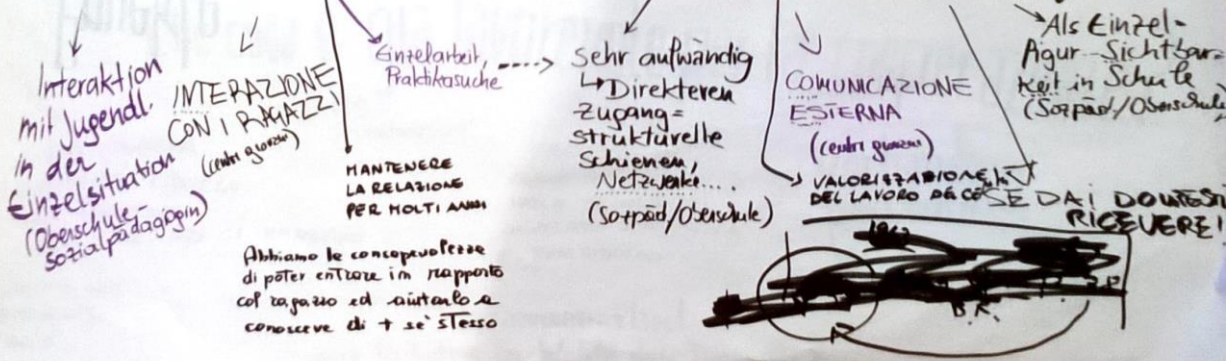 Interaktion
mit Jugendl.
in der
Einzelsituation
(Oberschule-
Sozialpädagogin)
INTERAZIONE
CON I RAGAZZI
(centri giovani)
MANTENERE
LA RELAZIONE
PER MOLTI ANNI
Abbiamo la consapevolezza
di poter entrare in rapporto
col ragazzo ed aiutarlo a
conoscere di + sè stesso
Einzelarbeit,
Praktikasuche
sehr aufwändig
↳ Direkteren
Zugang =
strukturelle
Schienen,
Netzwerke...
(Sozpäd/Oberschule)
COMUNICAZIONE
ESTERNA
(centri giovani)
VALORIZZAZIONE
DEL LAVORO
SE DAI DOVRESTI
RICEVERE!
Als Einzel-
figur - Sichtbar-
keit in Schule
(Sozpäd/Oberschule)
B.R.